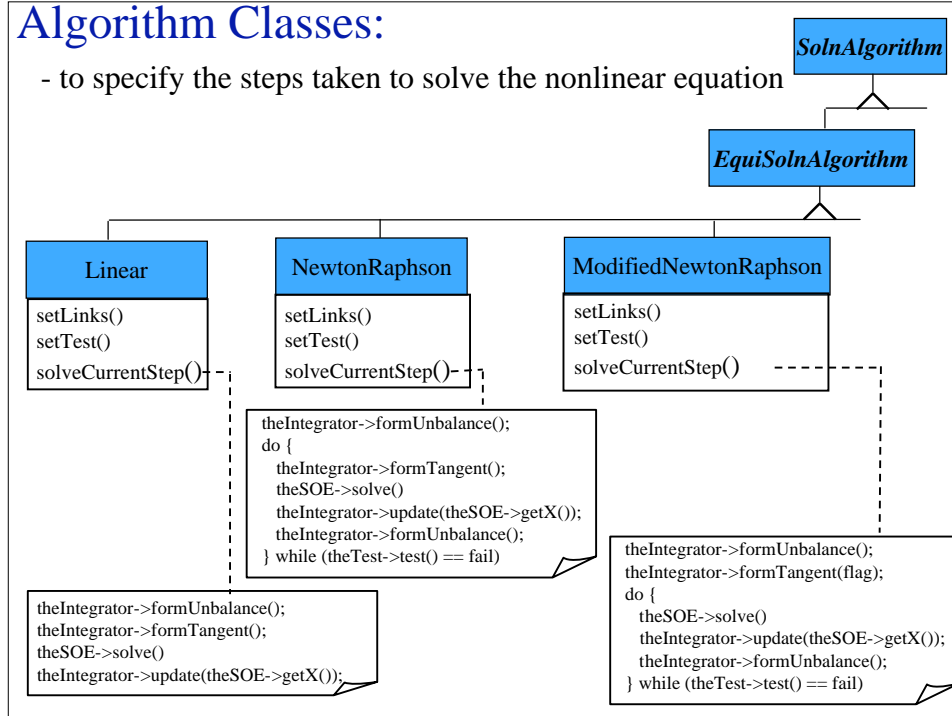 Algorithm Classes:
- to specify the steps taken to solve the nonlinear equation
SolnAlgorithm
EquiSolnAlgorithm
Linear
setLinks()
setTest()
solveCurrentStep()
NewtonRaphson
setLinks()
setTest()
solveCurrentStep()
ModifiedNewtonRaphson
setLinks()
setTest()
solveCurrentStep()
theIntegrator->formUnbalance();
do {
theIntegrator->formTangent();
theSOE->solve()
theIntegrator->update(theSOE->getX());
theIntegrator->formUnbalance();
} while (theTest->test() == fail)
theIntegrator->formUnbalance();
theIntegrator->formTangent();
theSOE->solve()
theIntegrator->update(theSOE->getX());
theIntegrator->formUnbalance();
theIntegrator->formTangent(flag);
do {
theSOE->solve()
theIntegrator->update(theSOE->getX());
theIntegrator->formUnbalance();
} while (theTest->test() == fail)